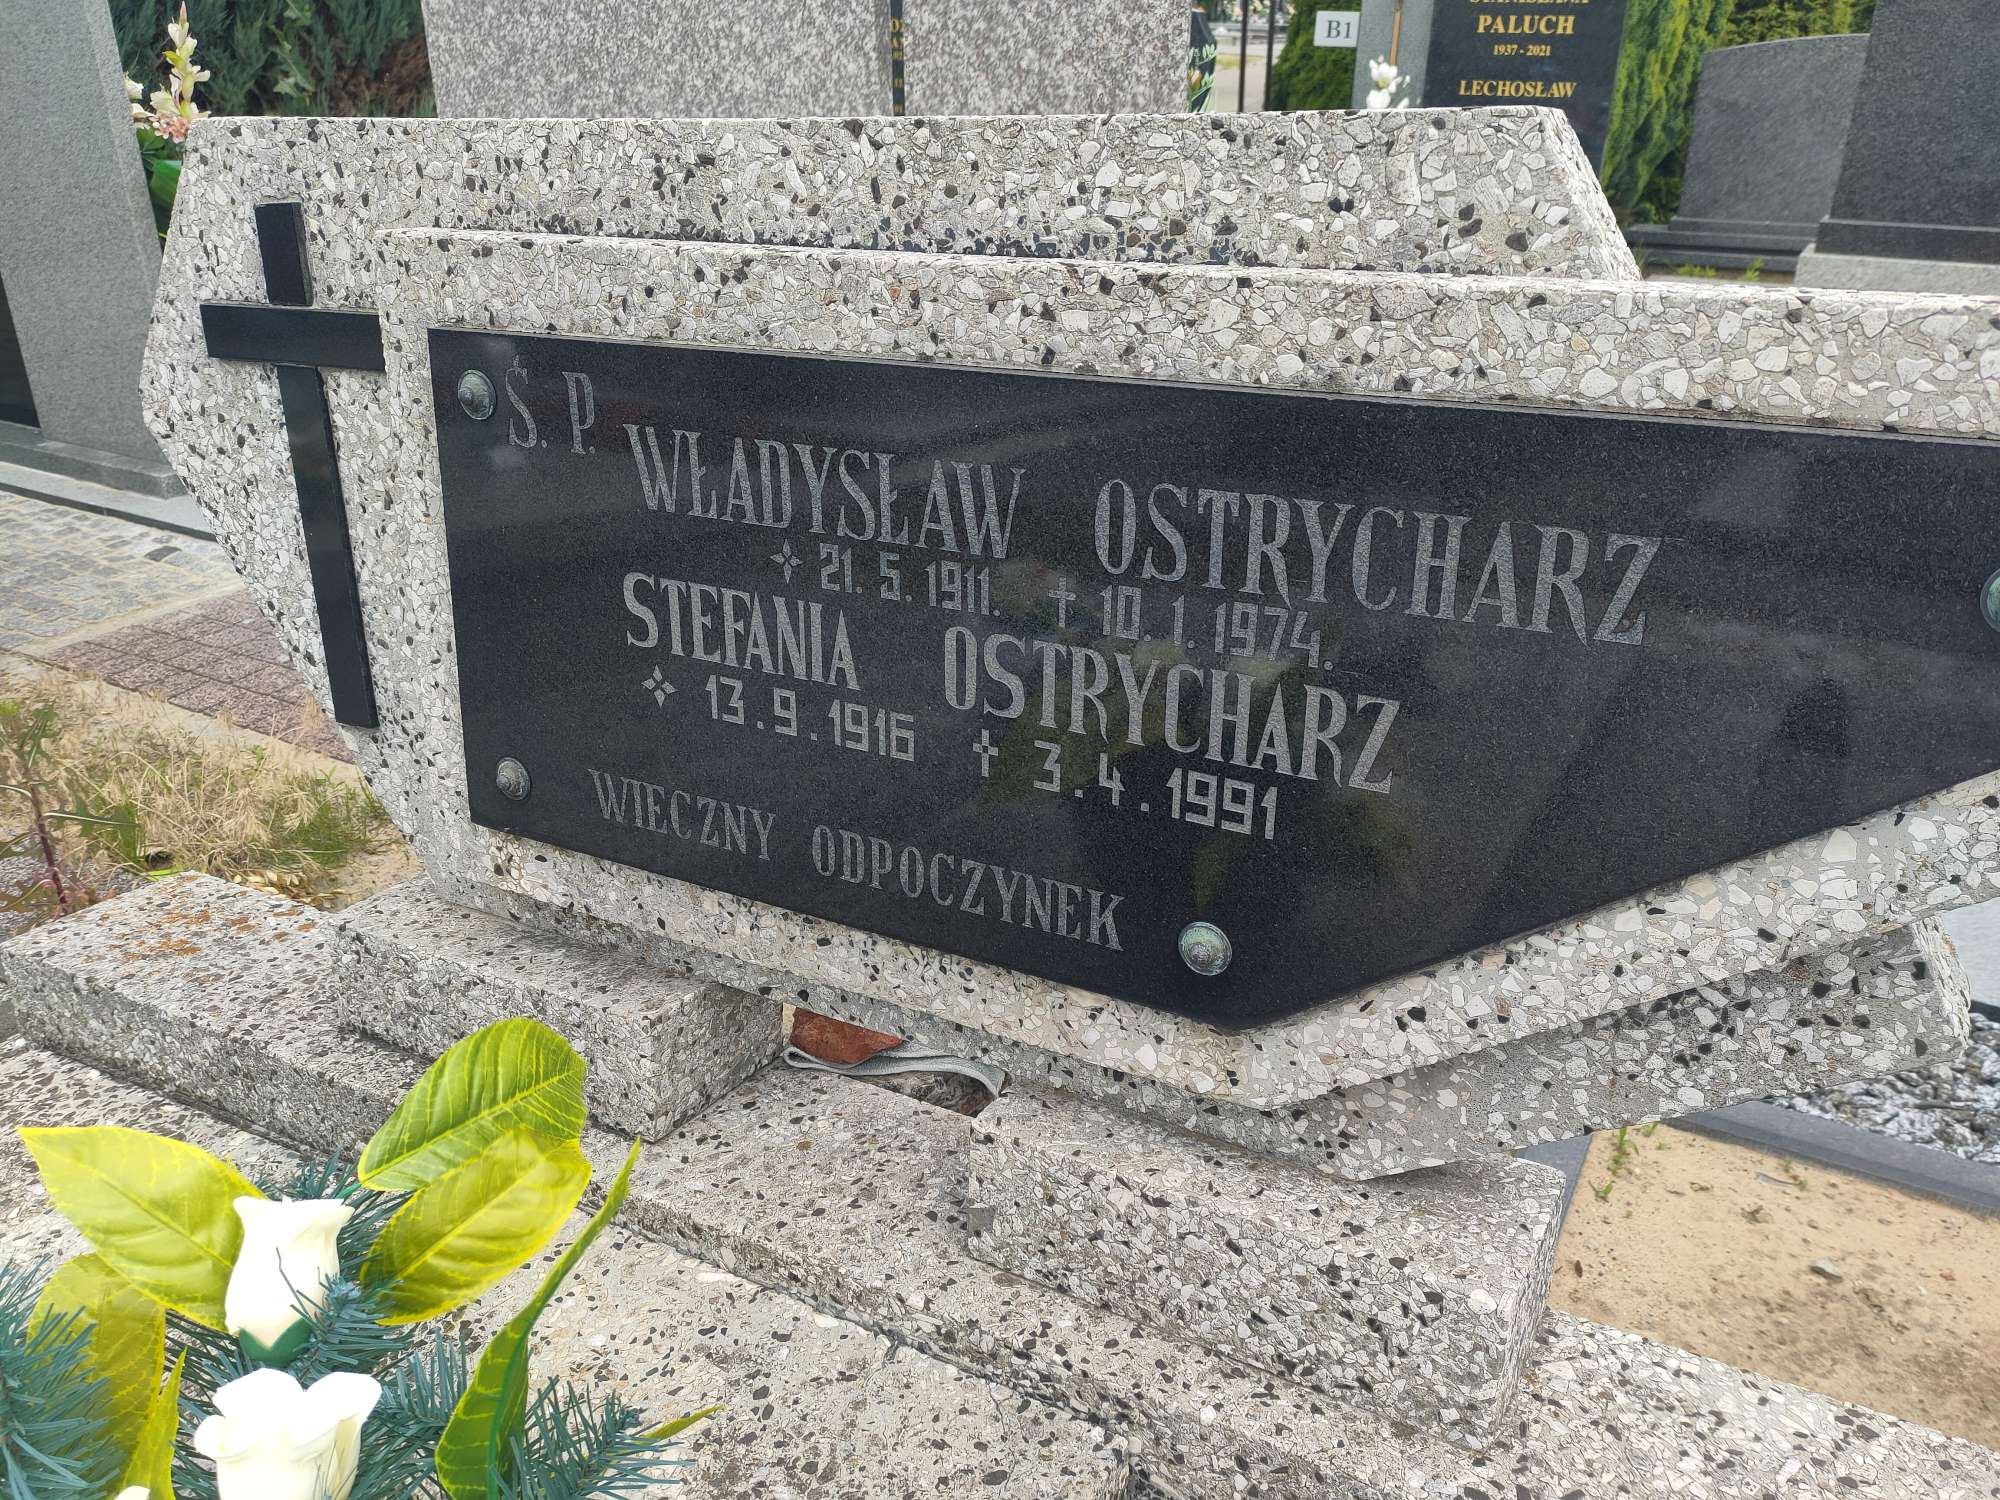 B1
STANISŁAWA
PALUCH
1937 - 2021
LECHOSŁAW
Ś. P. WŁADYSŁAW OSTRYCHARZ
21. 5. 1911. † 10. 1. 1974.
STEFANIA OSTRYCHARZ
13. 9. 1916 † 3. 4. 1991
WIECZNY ODPOCZYNEK